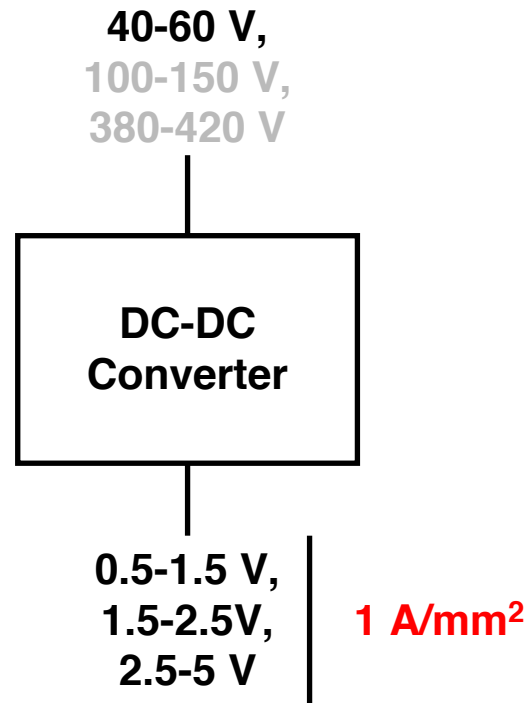 40-60 V,
100-150 V,
380-420 V
DC-DC
Converter
0.5-1.5 V,
1.5-2.5V,
2.5-5 V
1 A/mm²